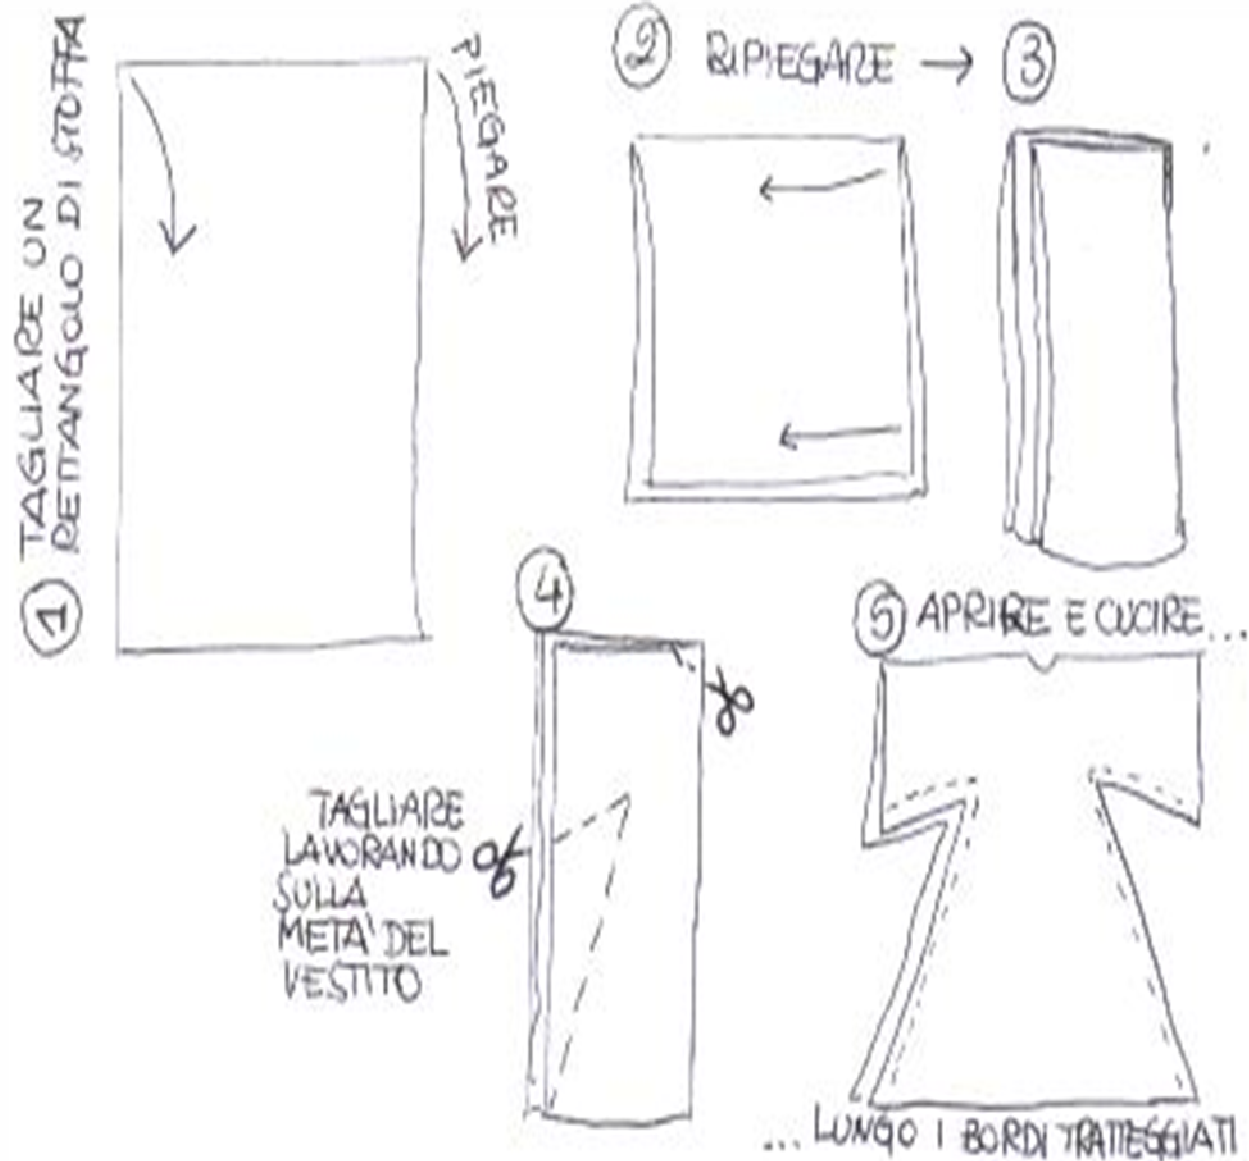 1 TAGLIARE UN
RETTANGOLO DI STOFFA
PIEGARE
2 RIPIEGARE → 3
4
TAGLIARE
LAVORANDO
SULLA
META' DEL
VESTITO
5 APRIRE E CUCIRE...
...LUNGO I BORDI TRATTEGGIATI